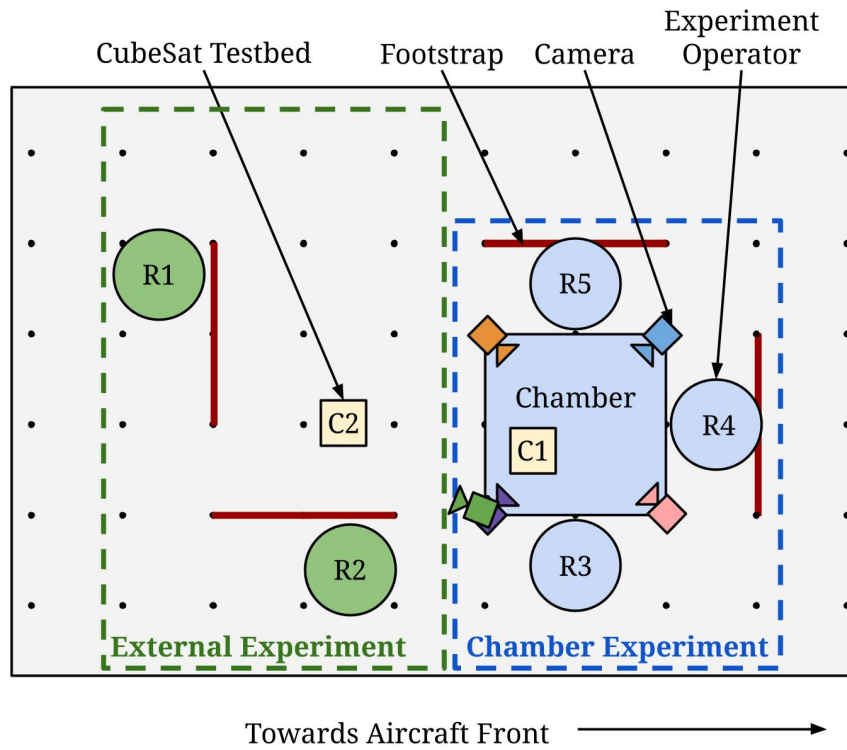 Experiment
Operator
CubeSat Testbed
Footstrap
Camera
R1
R5
Chamber
C2
R4
C1
R2
R3
External Experiment
Chamber Experiment
Towards Aircraft Front